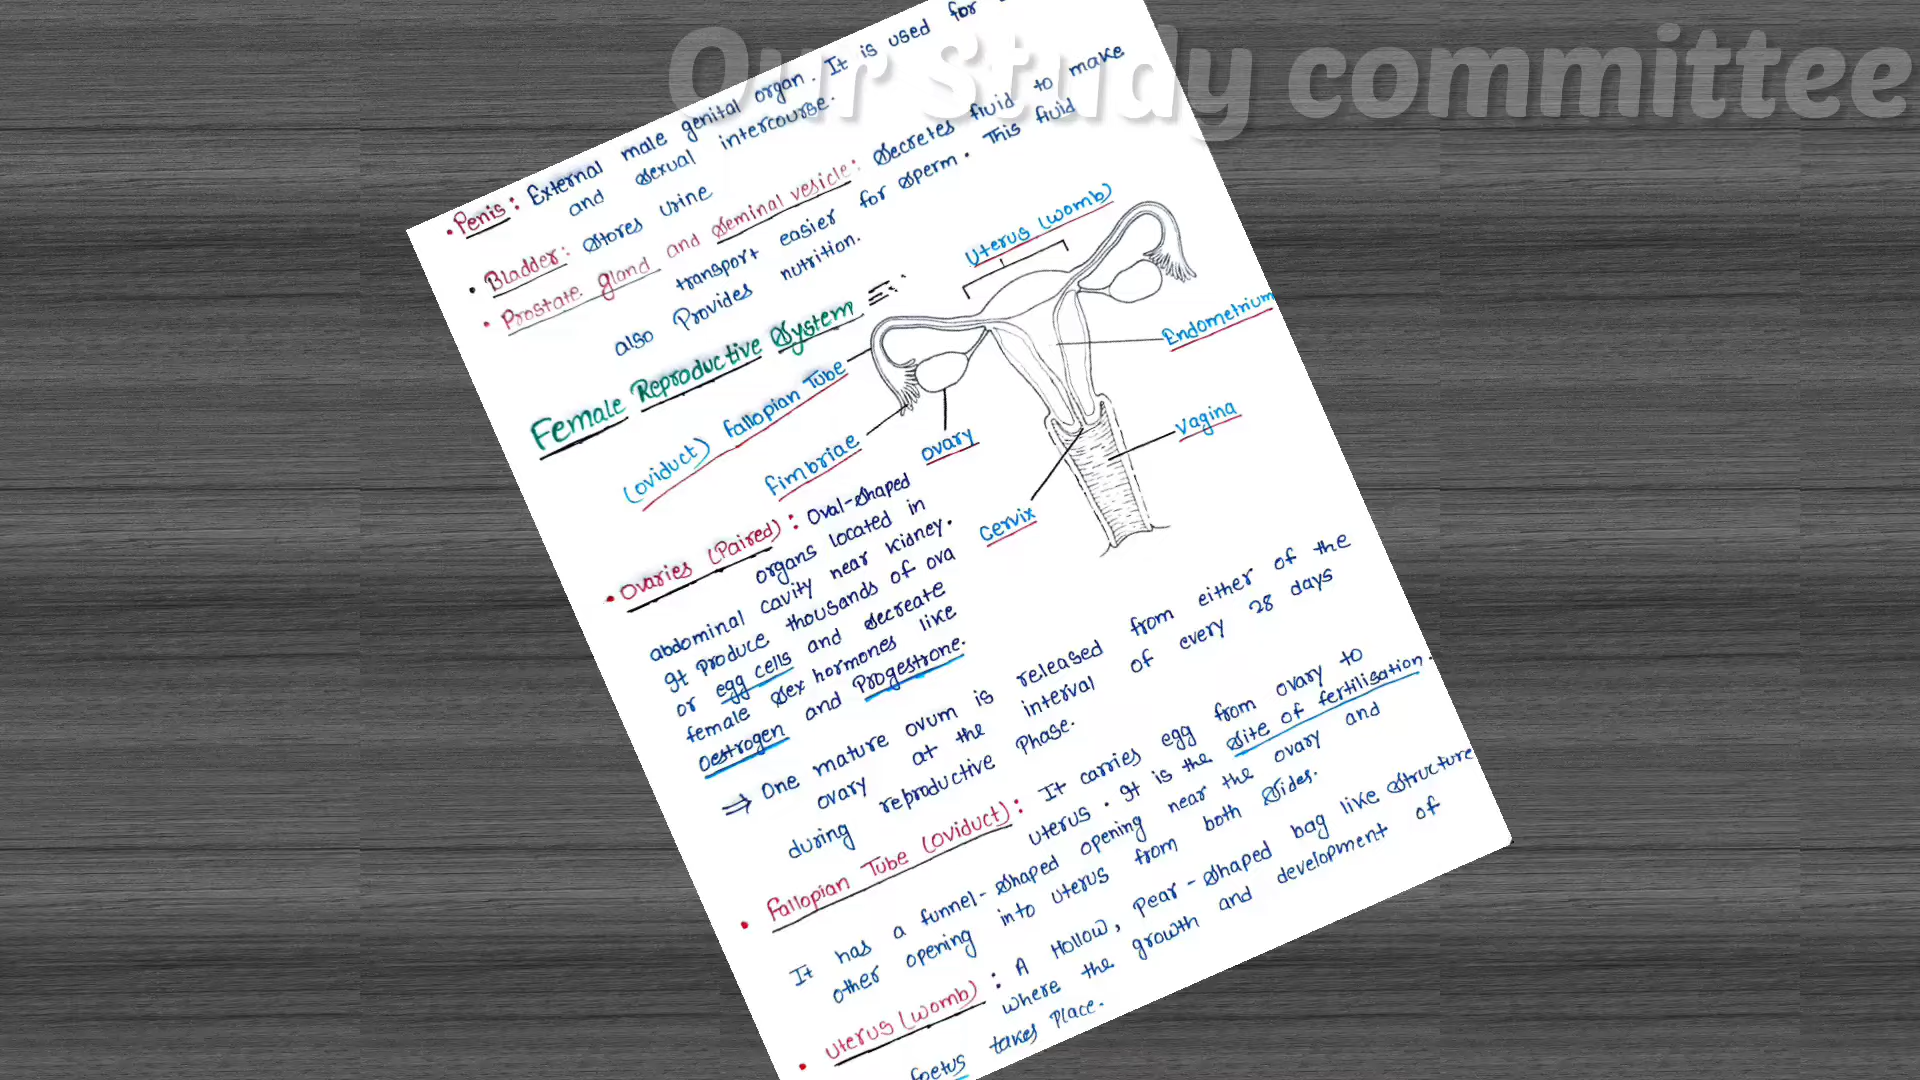 Our Study committee
• Penis : External male genital organ. It is used for
and sexual intercourse.
• Bladder : Stores urine
• Prostate gland and seminal vesicle : Secretes fluid to make
transport easier for sperm. This fluid
also Provides nutrition.
Female Reproductive System :
Uterus (womb)
Endometrium
(oviduct) fallopian Tube
fimbriae
ovary
Vagina
Cervix
• Ovaries (Paired) : Oval-shaped
organs located in
abdominal cavity near kidney.
It produce thousands of ova
or egg cells and secreate
female sex hormones like
oestrogen and Progestrone.
⇒ One mature ovum is released from either of the
ovary at the interval of every 28 days
during reproductive Phase.
• Fallopian Tube (oviduct) : It carries egg from ovary to
uterus. It is the site of fertilisation.
It has a funnel-shaped opening near the ovary and
other opening into uterus from both sides.
• Uterus (womb) : A Hollow, Pear-shaped bag like structure
where the growth and development of
foetus takes Place.